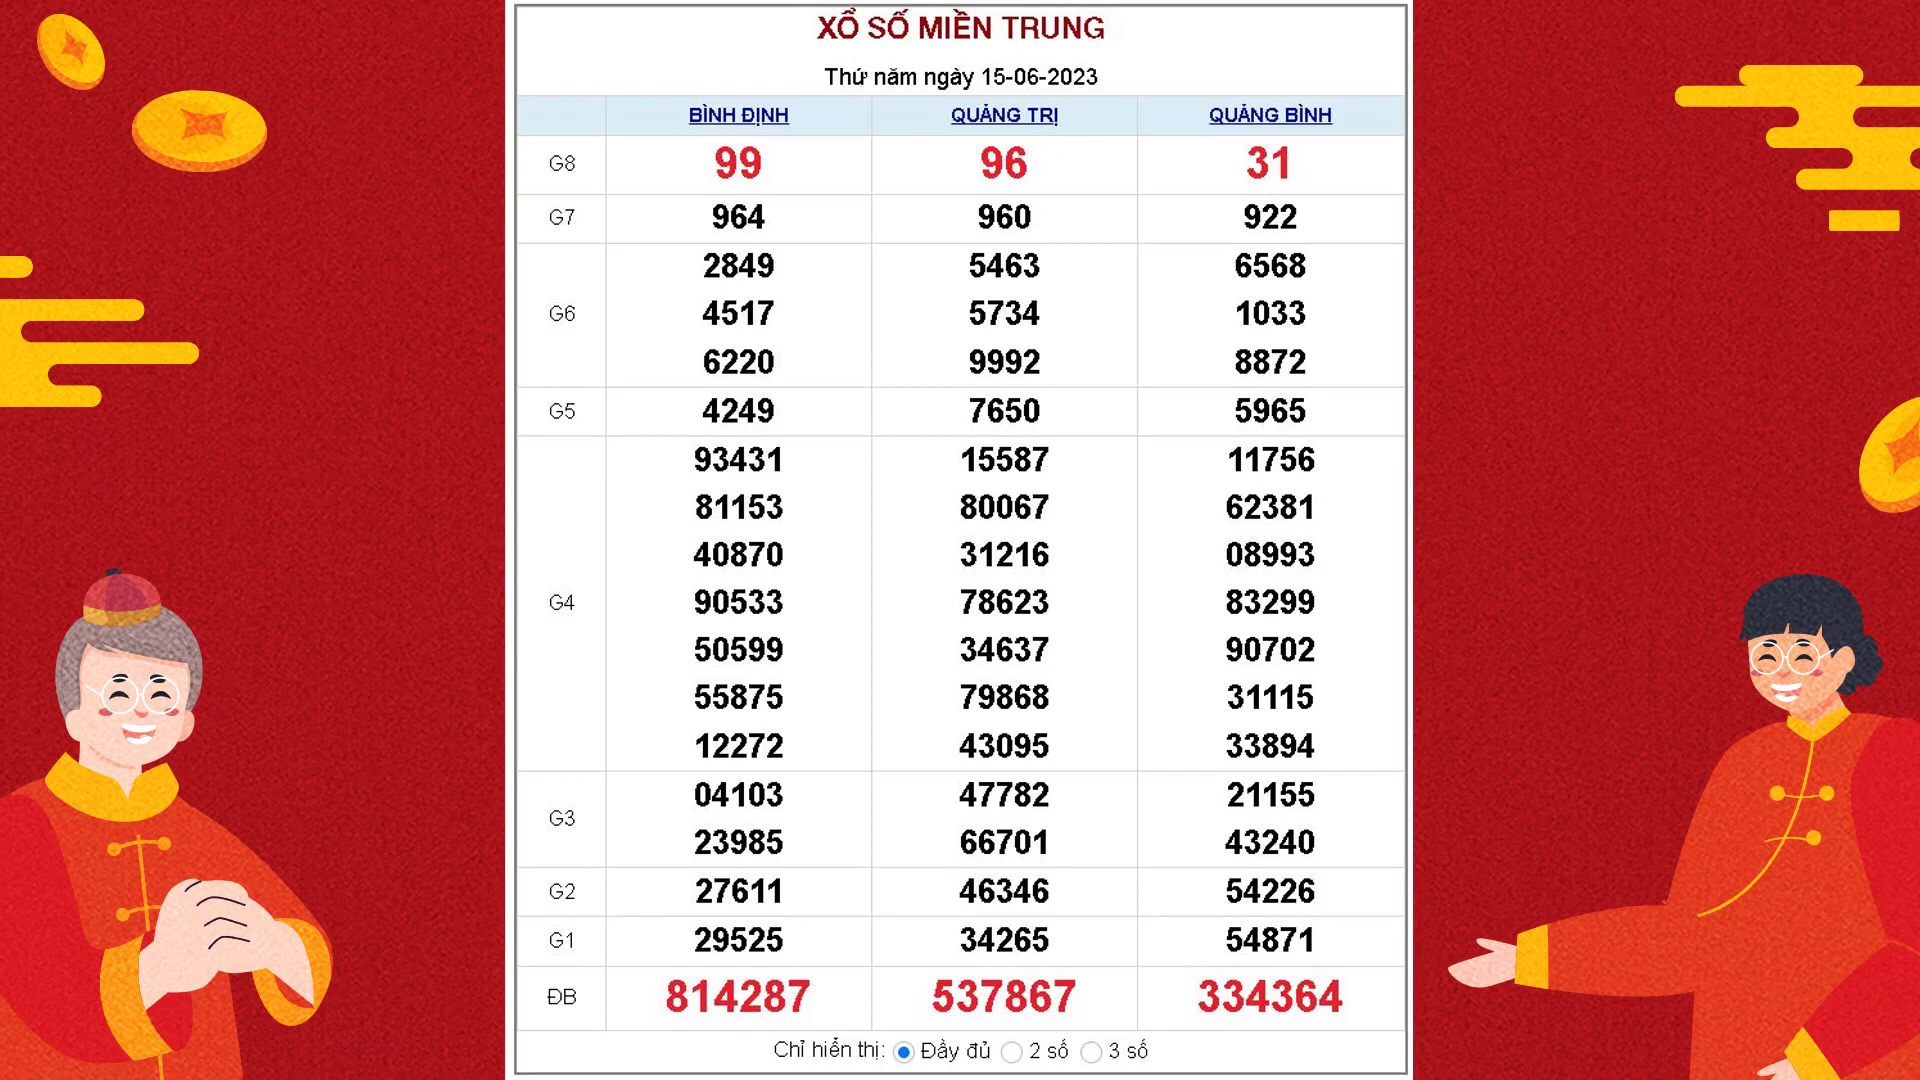 XỔ SỐ MIỀN TRUNG
Thứ năm ngày 15-06-2023
BÌNH ĐỊNH QUẢNG TRỊ QUẢNG BÌNH
G8 99 96 31
G7 964 960 922
2849 5463 6568
G6 4517 5734 1033
6220 9992 8872
G5 4249 7650 5965
93431 15587 11756
81153 80067 62381
40870 31216 08993
G4 90533 78623 83299
50599 34637 90702
55875 79868 31115
12272 43095 33894
G3 04103 47782 21155
23985 66701 43240
G2 27611 46346 54226
G1 29525 34265 54871
ĐB 814287 537867 334364
Chỉ hiển thị: Đầy đủ 2 số 3 số